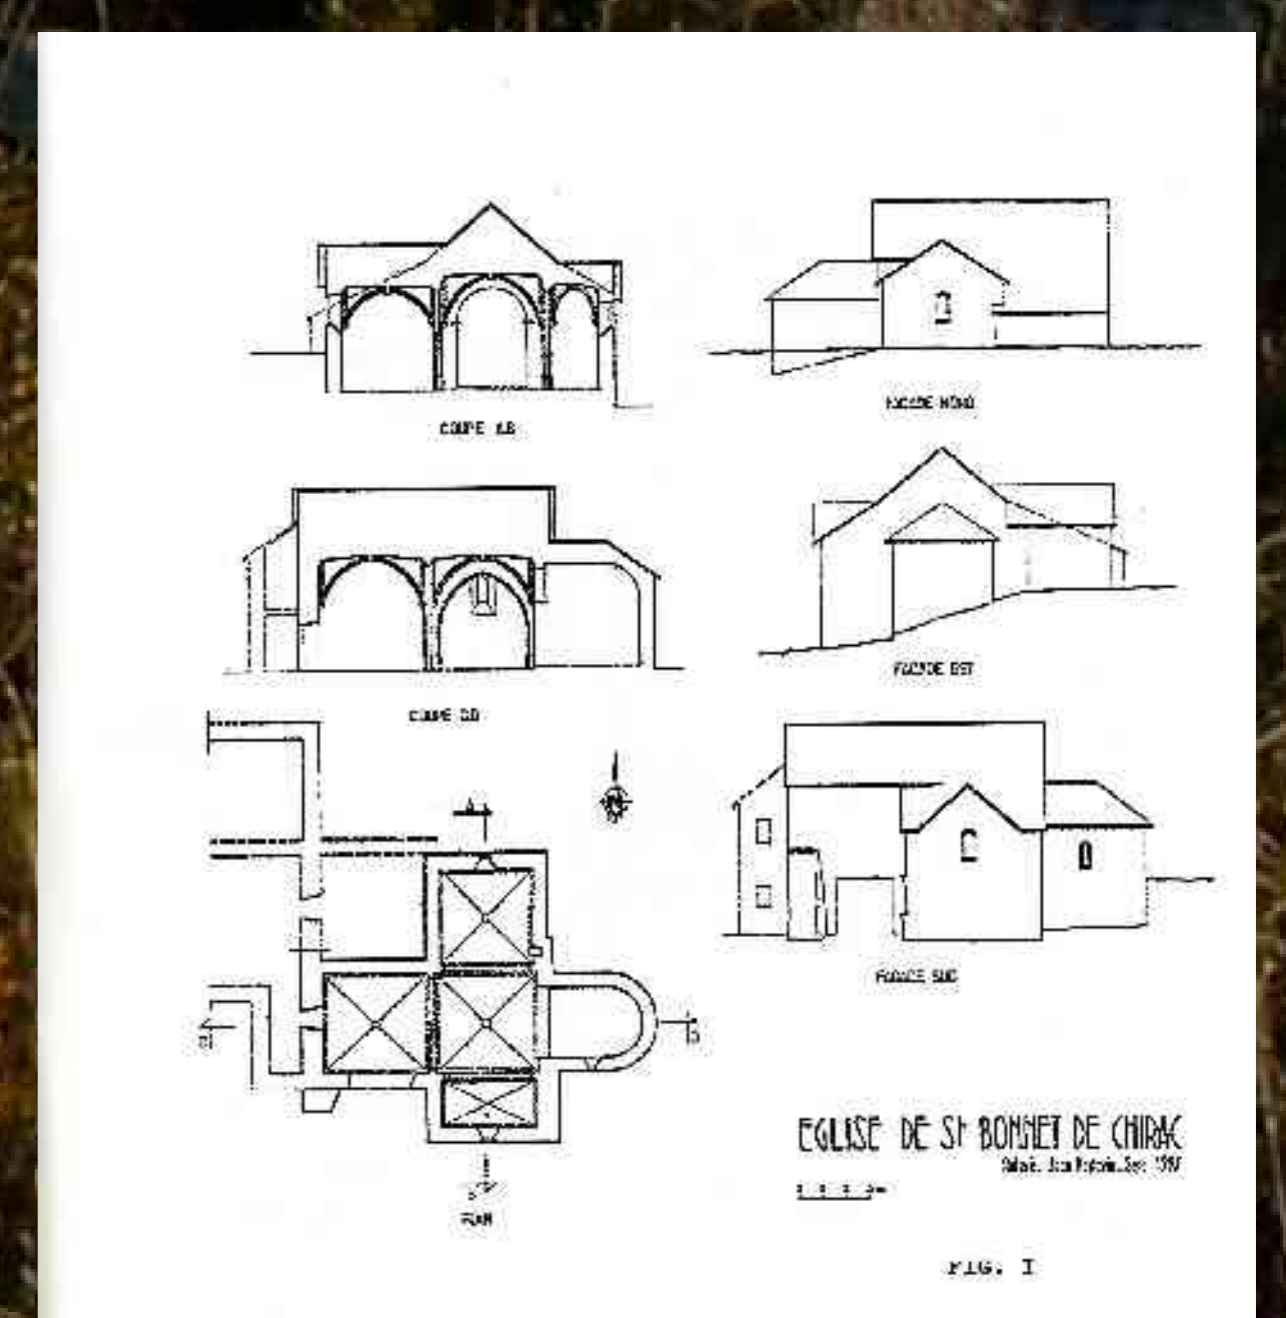 COUPE AB
FACADE NORD
COUPE CD
FACADE EST
A
FACADE SUD
PLAN
EGLISE DE St BONNET DE CHIRAC
FIG. I